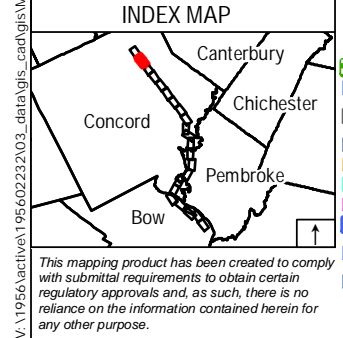 INDEX MAP
Canterbury
Chichester
Concord
Pembroke
Bow
This mapping product has been created to comply
with submittal requirements to obtain certain
regulatory approvals and, as such, there is no
reliance on the information contained herein for
any other purpose.
V:\1956\active\195602232\03_data\gis_cad\gis\